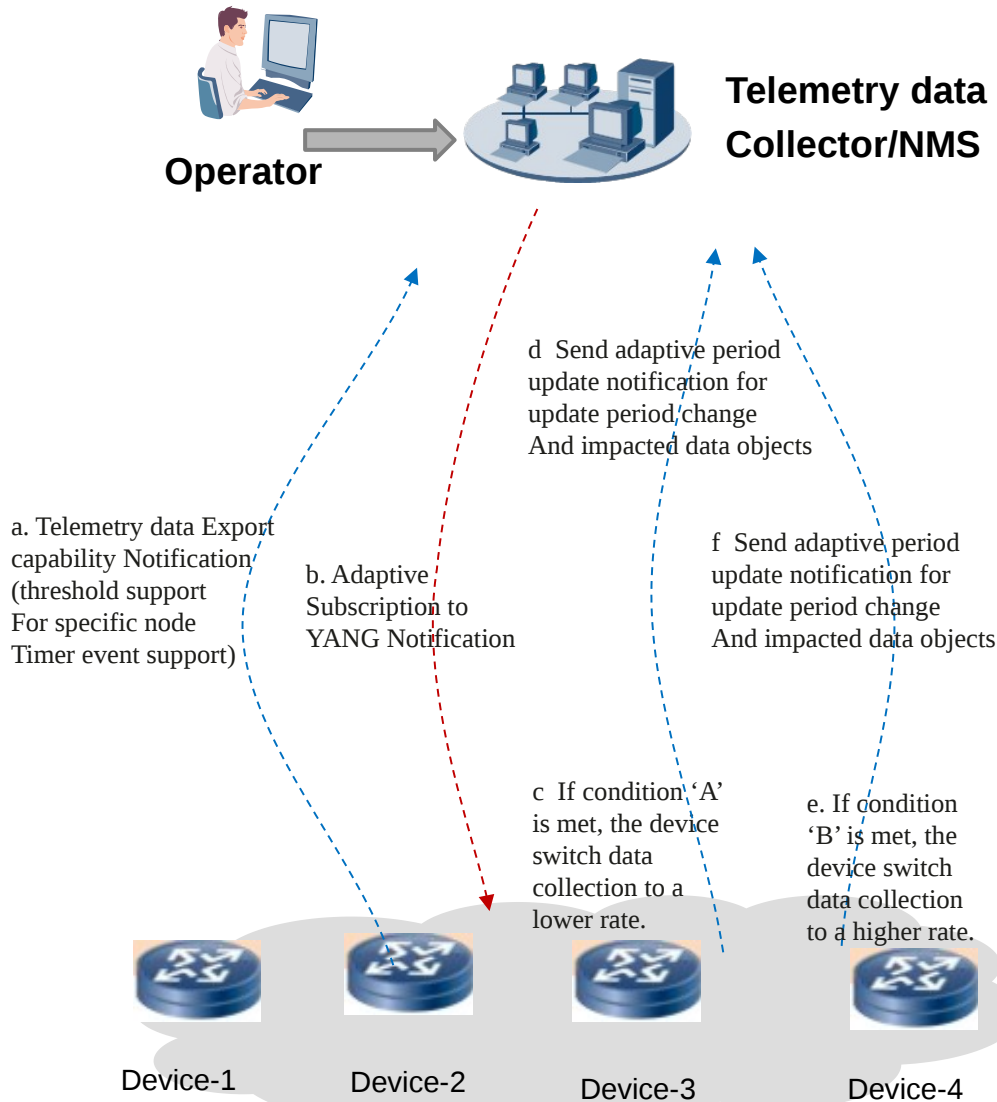 Operator
Telemetry data
Collector/NMS
a. Telemetry data Export
capability Notification
(threshold support
For specific node
Timer event support)
b. Adaptive
Subscription to
YANG Notification
c  If condition ‘A’
is met, the device
switch data
collection to a
lower rate.
d  Send adaptive period
update notification for
update period change
And impacted data objects
e. If condition
‘B’ is met, the
device switch
data collection
to a higher rate.
f  Send adaptive period
update notification for
update period change
And impacted data objects
Device-1
Device-2
Device-3
Device-4